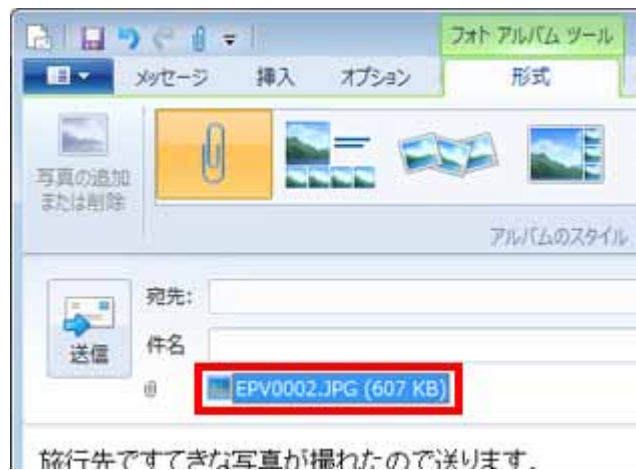 フォト アルバム ツール
メッセージ 挿入 オプション 形式
写真の追加
または削除
アルバムのスタイル
宛先:
送信
件名
EPV0002.JPG (607 KB)
旅行先ですてきな写真が撮れたので送ります。